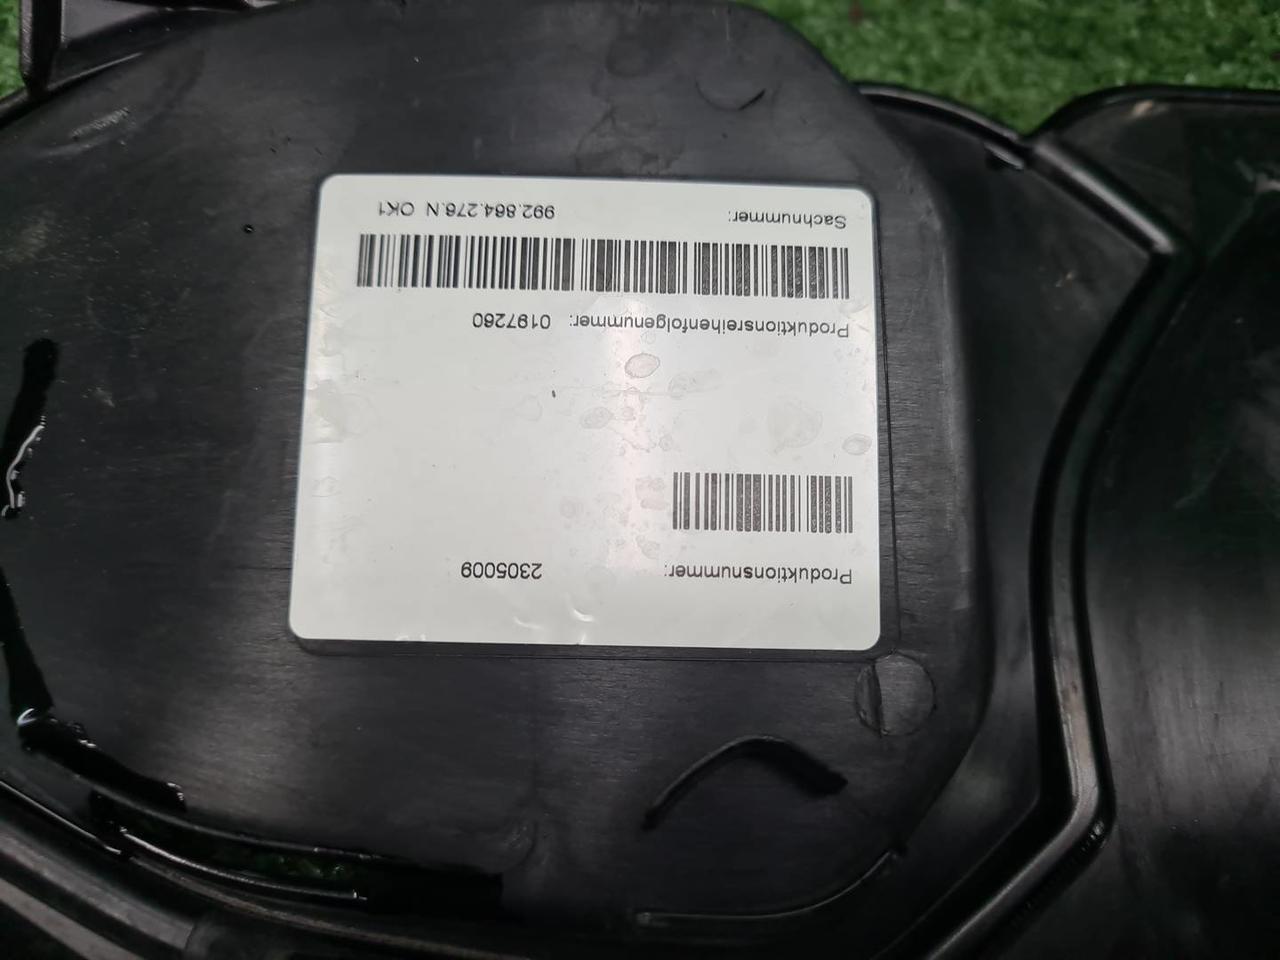 Sachnummer: 992.864.276.N OK1
Produktionsreihenfolgenummer: 0197260
Produktionsnummer: 2305009